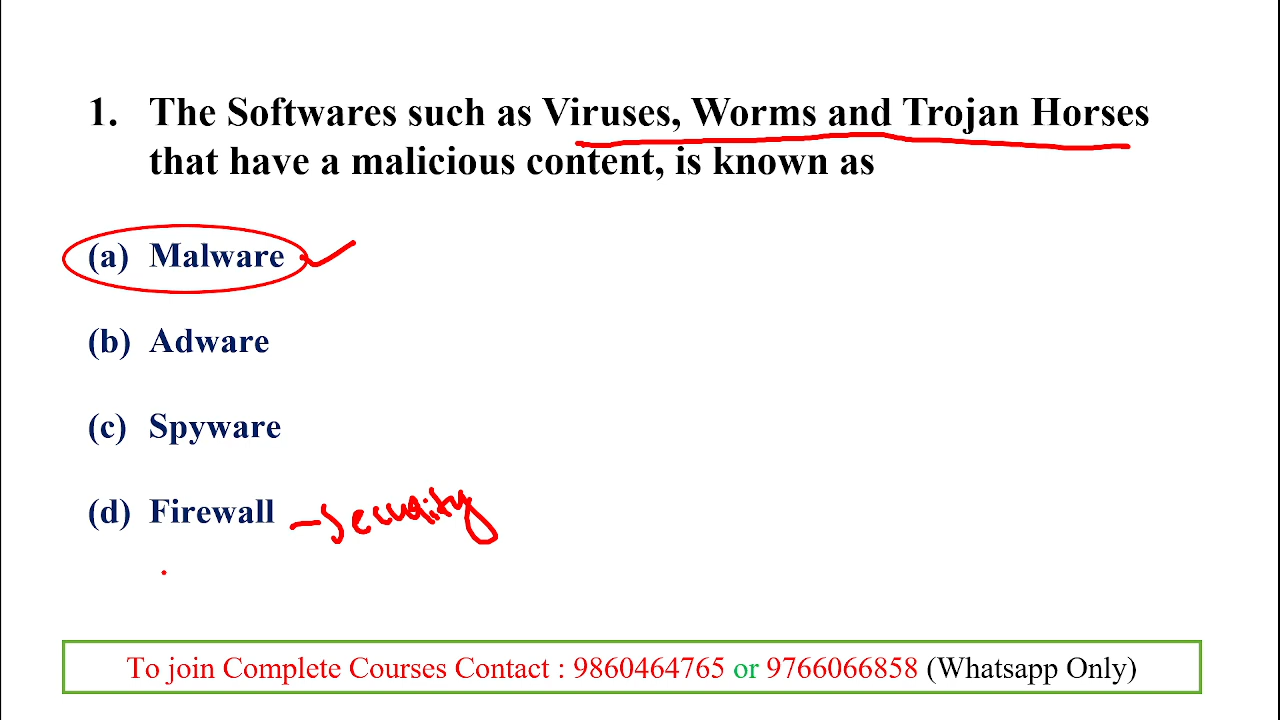 1. The Softwares such as Viruses, Worms and Trojan Horses
that have a malicious content, is known as
(a) Malware
(b) Adware
(c) Spyware
(d) Firewall - Security
To join Complete Courses Contact : 9860464765 or 9766066858 (Whatsapp Only)